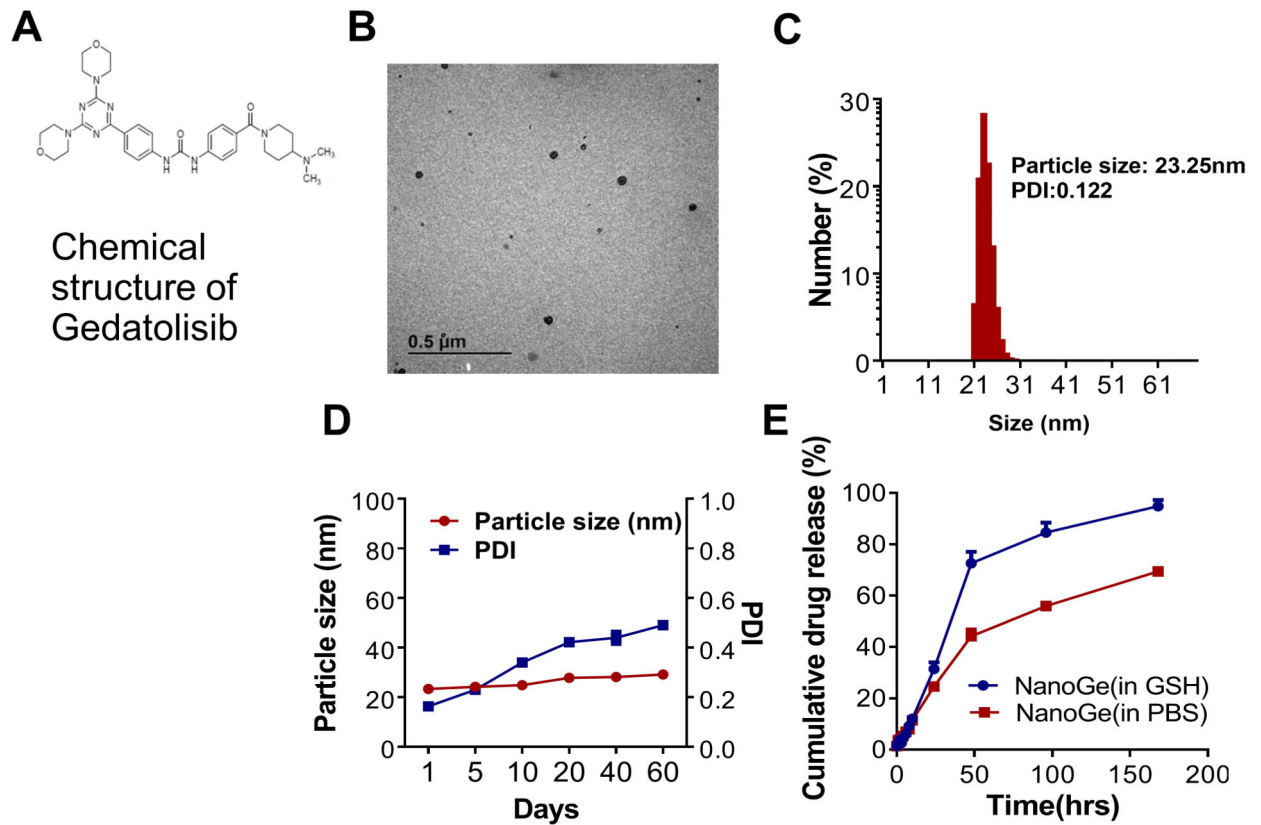 A
B
C
O
N
N
N
N
N
O
N
H
O
N
H
O
N
N
CH3
CH3
Chemical
structure of
Gedatolisib
0.5 µm
Number (%)
30
20
10
0
Particle size: 23.25nm
PDI:0.122
1 11 21 31 41 51 61
Size (nm)
D
E
Particle size (nm)
100
80
60
40
20
0
Particle size (nm)
PDI
1.0
0.8
0.6
0.4
0.2
0.0
PDI
1 5 10 20 40 60
Days
Cumulative drug release (%)
100
80
60
40
20
0
NanoGe(in GSH)
NanoGe(in PBS)
0 50 100 150 200
Time(hrs)